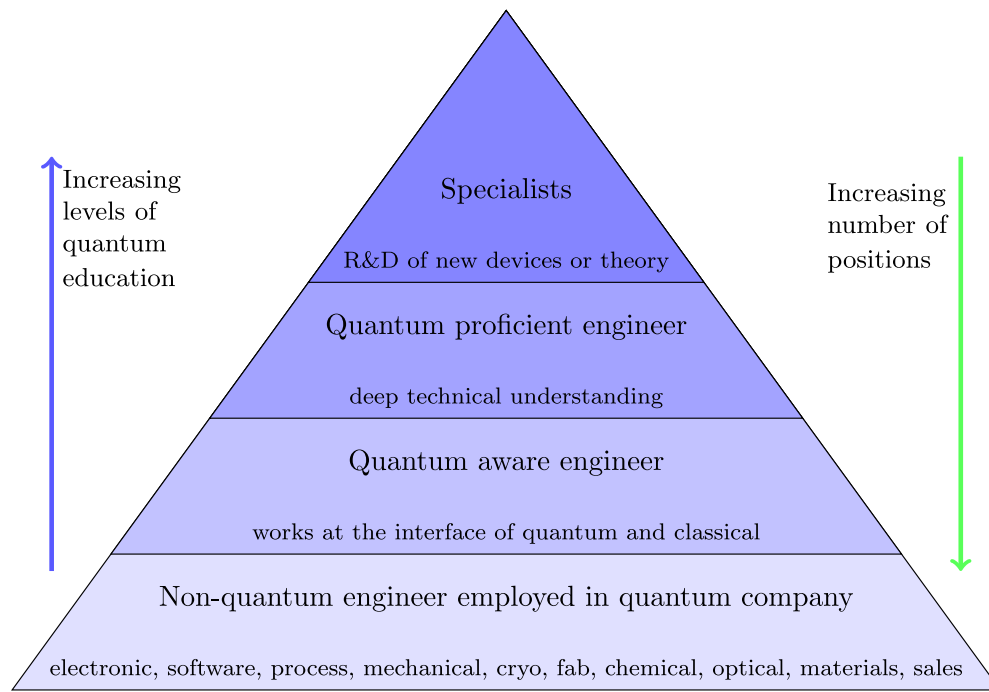 Increasing
levels of
quantum
education
Increasing
number of
positions
Specialists
R&D of new devices or theory
Quantum proficient engineer
deep technical understanding
Quantum aware engineer
works at the interface of quantum and classical
Non-quantum engineer employed in quantum company
electronic, software, process, mechanical, cryo, fab, chemical, optical, materials, sales